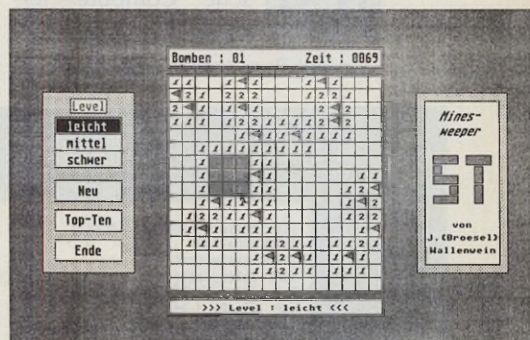 Bomben : 01 Zeit : 0069
Level
leicht
mittel
schwer
Neu
Top-Ten
Ende
Mines-
weeper
ST
von
J.(Broesel)
Wallenwein
>>> Level : leicht <<<